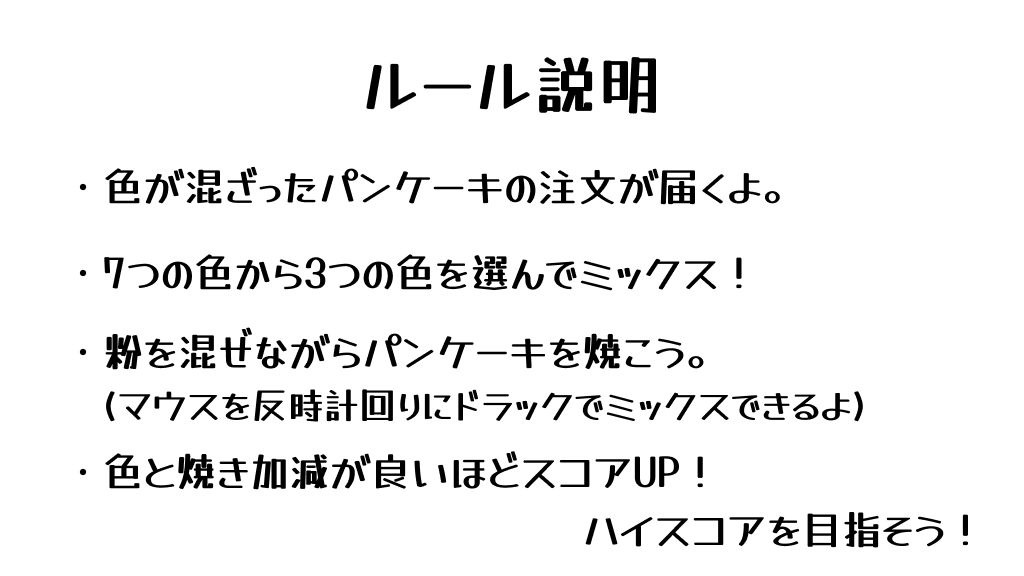 ルール説明
・色が混ざったパンケーキの注文が届くよ。
・7つの色から3つの色を選んでミックス！
・粉を混ぜながらパンケーキを焼こう。
(マウスを反時計回りにドラックでミックスできるよ)
・色と焼き加減が良いほどスコアUP！
ハイスコアを目指そう！